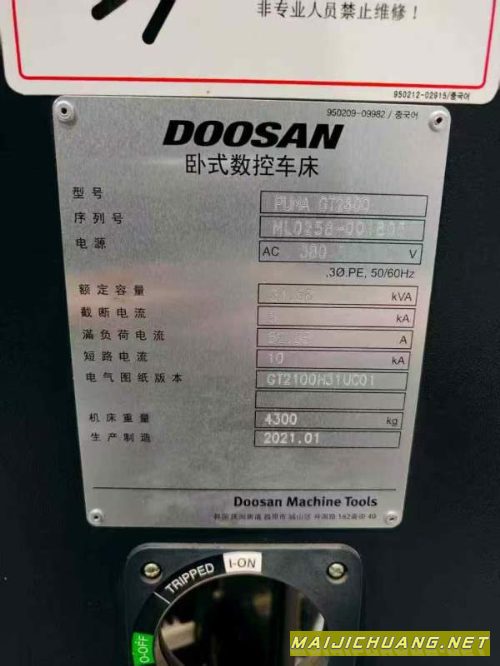 非专业人员禁止维修！
950212-02915/중국어
950209-09982 / 중국어
DOOSAN
卧式数控车床
型号 PUMA GT2600
序列号
电源 AC 380 V
,3Ø,PE, 50/60Hz
额定容量 kVA
截断电流 kA
满负荷电流 A
短路电流 10 kA
电气图纸版本 GT2100H31UC01
机床重量 4300 kg
生产制造 2021.01
Doosan Machine Tools
TRIPPED
I-ON
O-OFF
MAIJICHUANG.NET